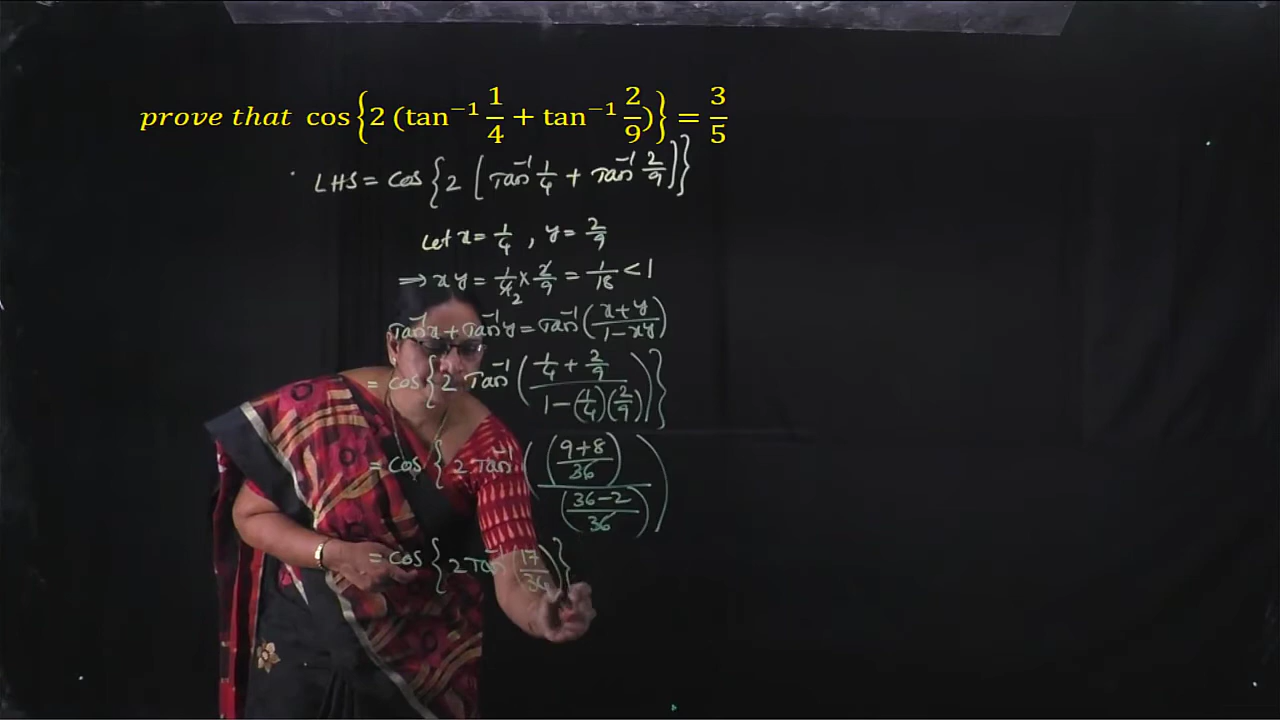 prove that cos{2 (tan⁻¹ 1/4 + tan⁻¹ 2/9)} = 3/5
LHS = cos{2 [Tan⁻¹ 1/4 + Tan⁻¹ 2/9]}
Let x = 1/4 , y = 2/9
⇒ xy = 1/4₂ × 2/9 = 1/18 < 1
Tan⁻¹x + Tan⁻¹y = Tan⁻¹((x+y)/(1-xy))
= cos{2 Tan⁻¹((1/4 + 2/9)/(1-(1/4)(2/9)))}
= cos{2 Tan⁻¹(((9+8)/36)/((36-2)/36))
= cos{2 Tan⁻¹(17/34)}